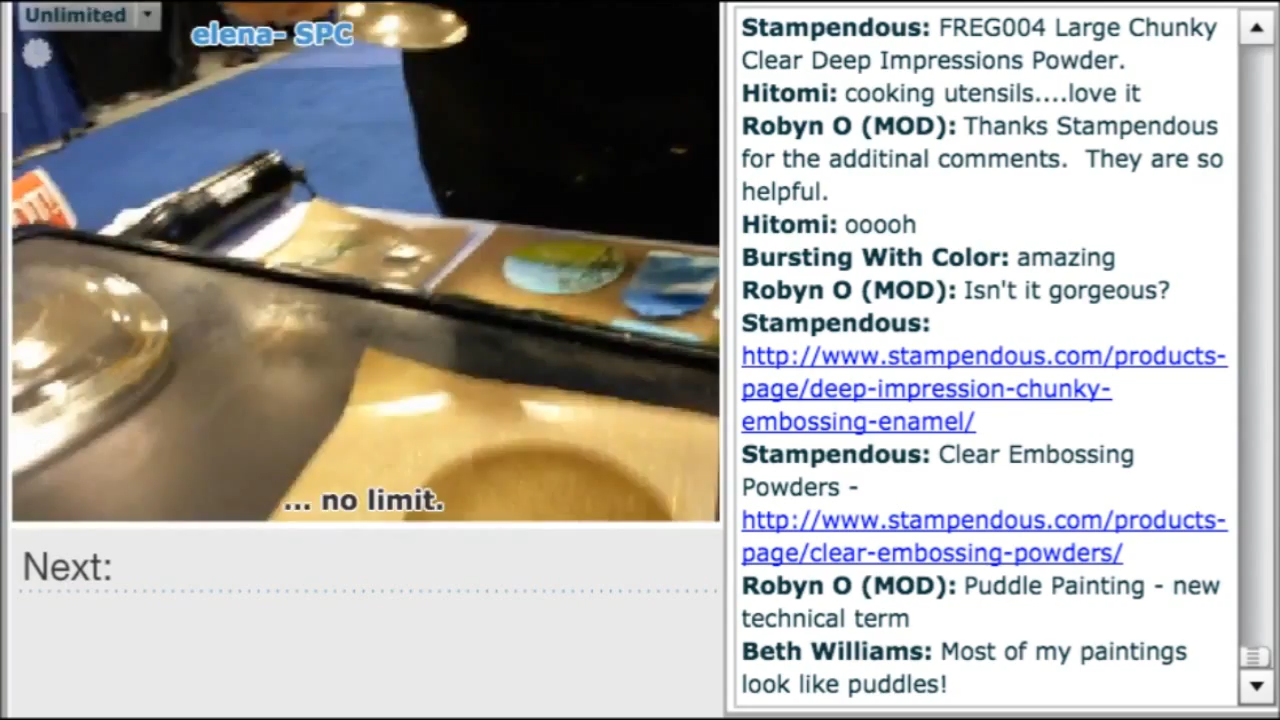 Unlimited
elena- SPC
... no limit.
Next:
Stampendous: FREG004 Large Chunky
Clear Deep Impressions Powder.
Hitomi: cooking utensils....love it
Robyn O (MOD): Thanks Stampendous
for the additinal comments.  They are so
helpful.
Hitomi: ooooh
Bursting With Color: amazing
Robyn O (MOD): Isn't it gorgeous?
Stampendous:
http://www.stampendous.com/products-
page/deep-impression-chunky-
embossing-enamel/
Stampendous: Clear Embossing
Powders -
http://www.stampendous.com/products-
page/clear-embossing-powders/
Robyn O (MOD): Puddle Painting - new
technical term
Beth Williams: Most of my paintings
look like puddles!